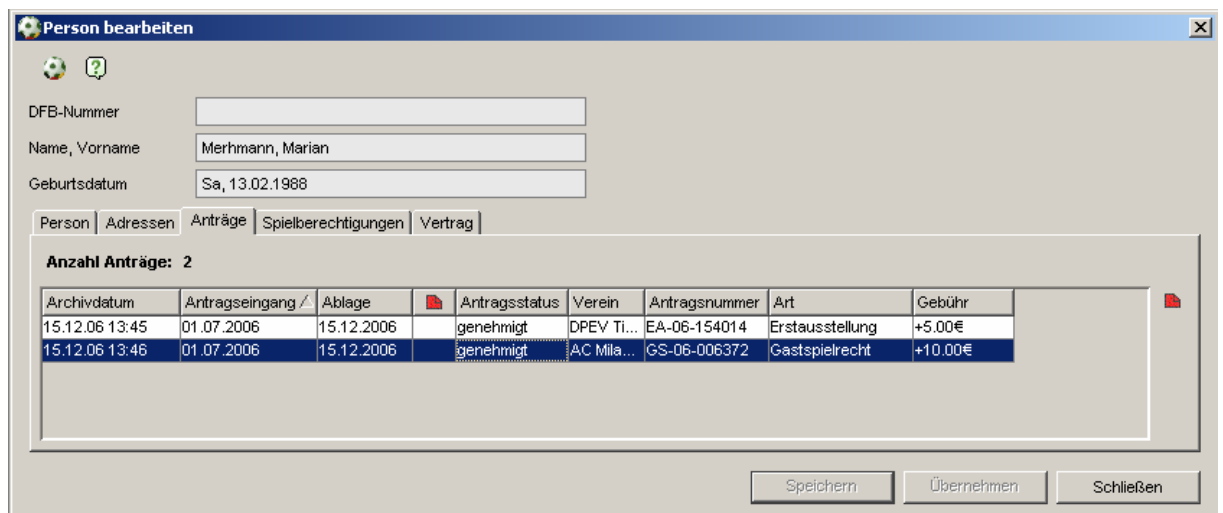 Person bearbeiten
DFB-Nummer
Name, Vorname Merhmann, Marian
Geburtsdatum Sa, 13.02.1988
Person Adressen Anträge Spielberechtigungen Vertrag
Anzahl Anträge: 2
Archivdatum Antragseingang Ablage Antragsstatus Verein Antragsnummer Art Gebühr
15.12.06 13:45 01.07.2006 15.12.2006 genehmigt DPEV Ti... EA-06-154014 Erstausstellung +5.00€
15.12.06 13:46 01.07.2006 15.12.2006 genehmigt AC Mila... GS-06-006372 Gastspielrecht +10.00€
Speichern Übernehmen Schließen